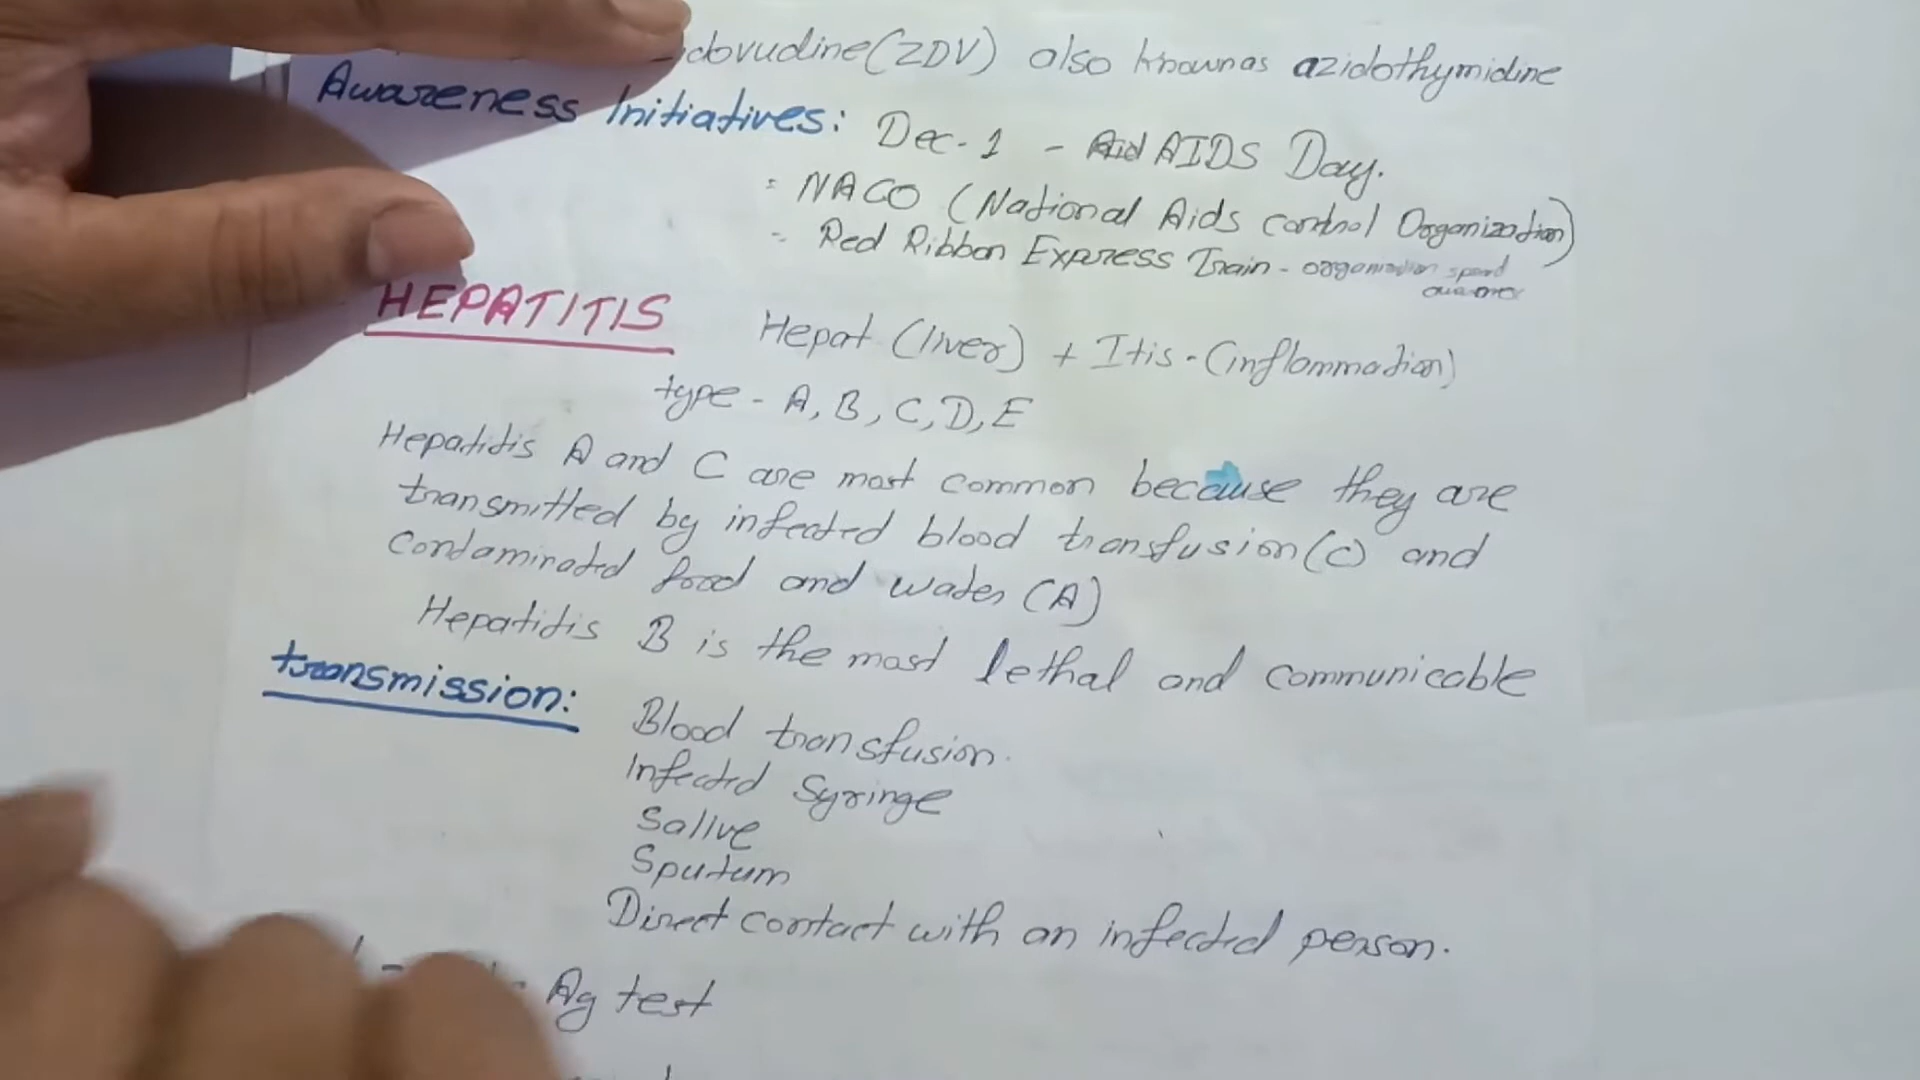 dovudine(ZDV) also known as azidothymidine
Awareness Initiatives: Dec. 1 - AIDS Day.
= NACO (National Aids control Organization)
= Red Ribbon Express Train - organisation spred
HEPATITIS Hepat (liver) + Itis - (inflammation)
type - A, B, C, D, E
Hepatitis A and C are most common because they are
transmitted by infected blood transfusion (c) and
contaminated food and water (A)
Hepatitis B is the most lethal and communicable
transmission: Blood transfusion.
Infected Syringe
Salive
Sputum
Direct contact with an infected person.
Ag test